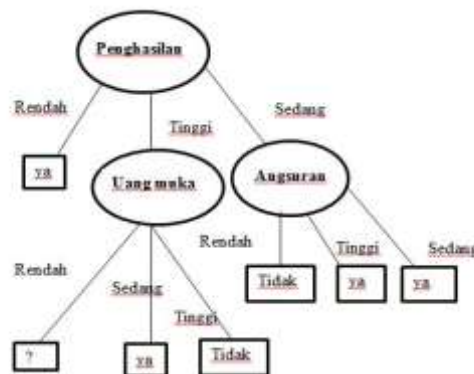 Penghasilan
Rendah
Tinggi
Sedang
ya
Uang muka
Angsuran
Rendah
Sedang
Tinggi
Rendah
Tinggi
Sedang
Tidak
ya
ya
?
ya
Tidak